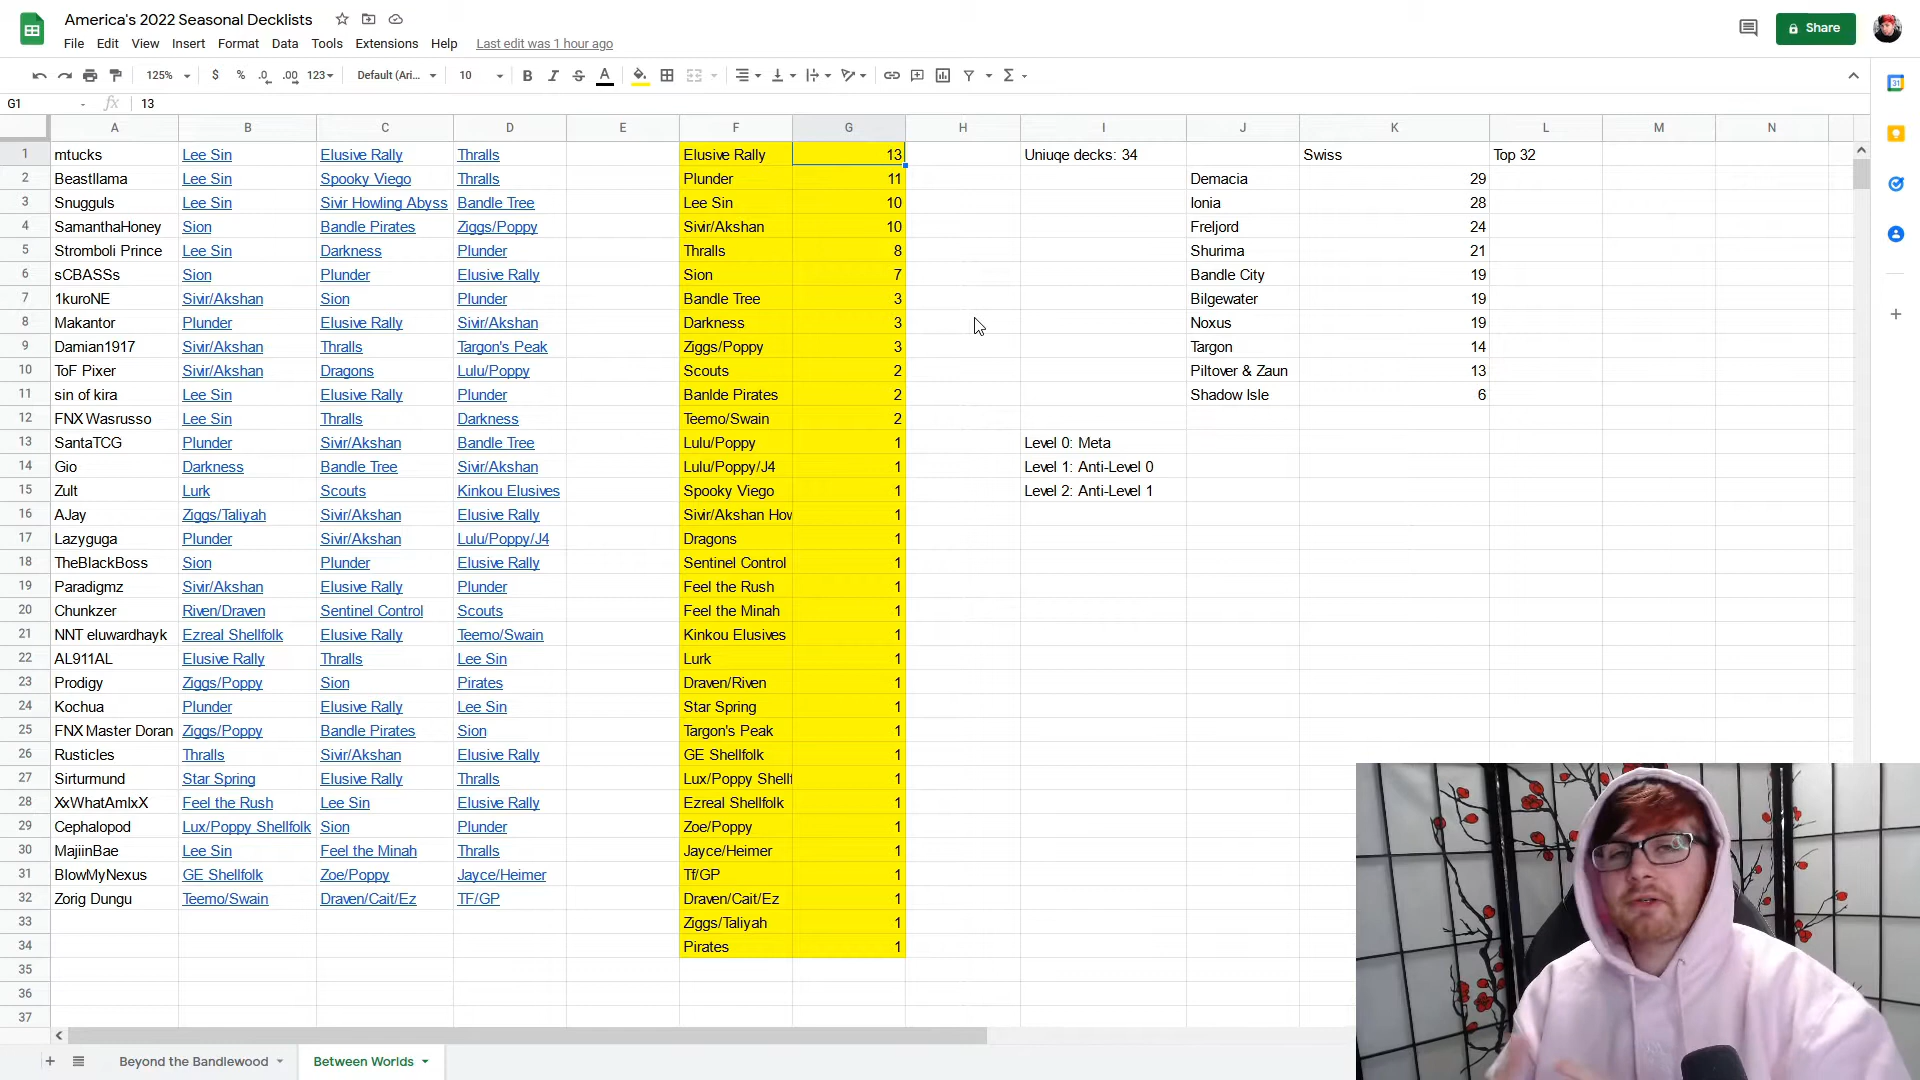 America's 2022 Seasonal Decklists
File Edit View Insert Format Data Tools Extensions Help Last edit was 1 hour ago
Share
125% $ % .0 .00 123 Default (Ari... 10
G1 fx 13
A B C D E F G H I J K L M N
1 mtucks Lee Sin Elusive Rally Thralls Elusive Rally 13 Uniuqe decks: 34 Swiss Top 32
2 Beastllama Lee Sin Spooky Viego Thralls Plunder 11 Demacia 29
3 Snugguls Lee Sin Sivir Howling Abyss Bandle Tree Lee Sin 10 Ionia 28
4 SamanthaHoney Sion Bandle Pirates Ziggs/Poppy Sivir/Akshan 10 Freljord 24
5 Stromboli Prince Lee Sin Darkness Plunder Thralls 8 Shurima 21
6 sCBASSs Sion Plunder Elusive Rally Sion 7 Bandle City 19
7 1kuroNE Sivir/Akshan Sion Plunder Bandle Tree 3 Bilgewater 19
8 Makantor Plunder Elusive Rally Sivir/Akshan Darkness 3 Noxus 19
9 Damian1917 Sivir/Akshan Thralls Targon's Peak Ziggs/Poppy 3 Targon 14
10 ToF Pixer Sivir/Akshan Dragons Lulu/Poppy Scouts 2 Piltover & Zaun 13
11 sin of kira Lee Sin Elusive Rally Plunder Banlde Pirates 2 Shadow Isle 6
12 FNX Wasrusso Lee Sin Thralls Darkness Teemo/Swain 2
13 SantaTCG Plunder Sivir/Akshan Bandle Tree Lulu/Poppy 1 Level 0: Meta
14 Gio Darkness Bandle Tree Sivir/Akshan Lulu/Poppy/J4 1 Level 1: Anti-Level 0
15 Zult Lurk Scouts Kinkou Elusives Spooky Viego 1 Level 2: Anti-Level 1
16 AJay Ziggs/Taliyah Sivir/Akshan Elusive Rally Sivir/Akshan How 1
17 Lazyguga Plunder Sivir/Akshan Lulu/Poppy/J4 Dragons 1
18 TheBlackBoss Sion Plunder Elusive Rally Sentinel Control 1
19 Paradigmz Sivir/Akshan Elusive Rally Plunder Feel the Rush 1
20 Chunkzer Riven/Draven Sentinel Control Scouts Feel the Minah 1
21 NNT eluwardhayk Ezreal Shellfolk Elusive Rally Teemo/Swain Kinkou Elusives 1
22 AL911AL Elusive Rally Thralls Lee Sin Lurk 1
23 Prodigy Ziggs/Poppy Sion Pirates Draven/Riven 1
24 Kochua Plunder Elusive Rally Lee Sin Star Spring 1
25 FNX Master Doran Ziggs/Poppy Bandle Pirates Sion Targon's Peak 1
26 Rusticles Thralls Sivir/Akshan Elusive Rally GE Shellfolk 1
27 Sirturmund Star Spring Elusive Rally Thralls Lux/Poppy Shellf 1
28 XxWhatAmIxX Feel the Rush Lee Sin Elusive Rally Ezreal Shellfolk 1
29 Cephalopod Lux/Poppy Shellfolk Sion Plunder Zoe/Poppy 1
30 MajiinBae Lee Sin Feel the Minah Thralls Jayce/Heimer 1
31 BlowMyNexus GE Shellfolk Zoe/Poppy Jayce/Heimer Tf/GP 1
32 Zorig Dungu Teemo/Swain Draven/Cait/Ez TF/GP Draven/Cait/Ez 1
33 Ziggs/Taliyah 1
34 Pirates 1
35
36
37
Beyond the Bandlewood Between Worlds